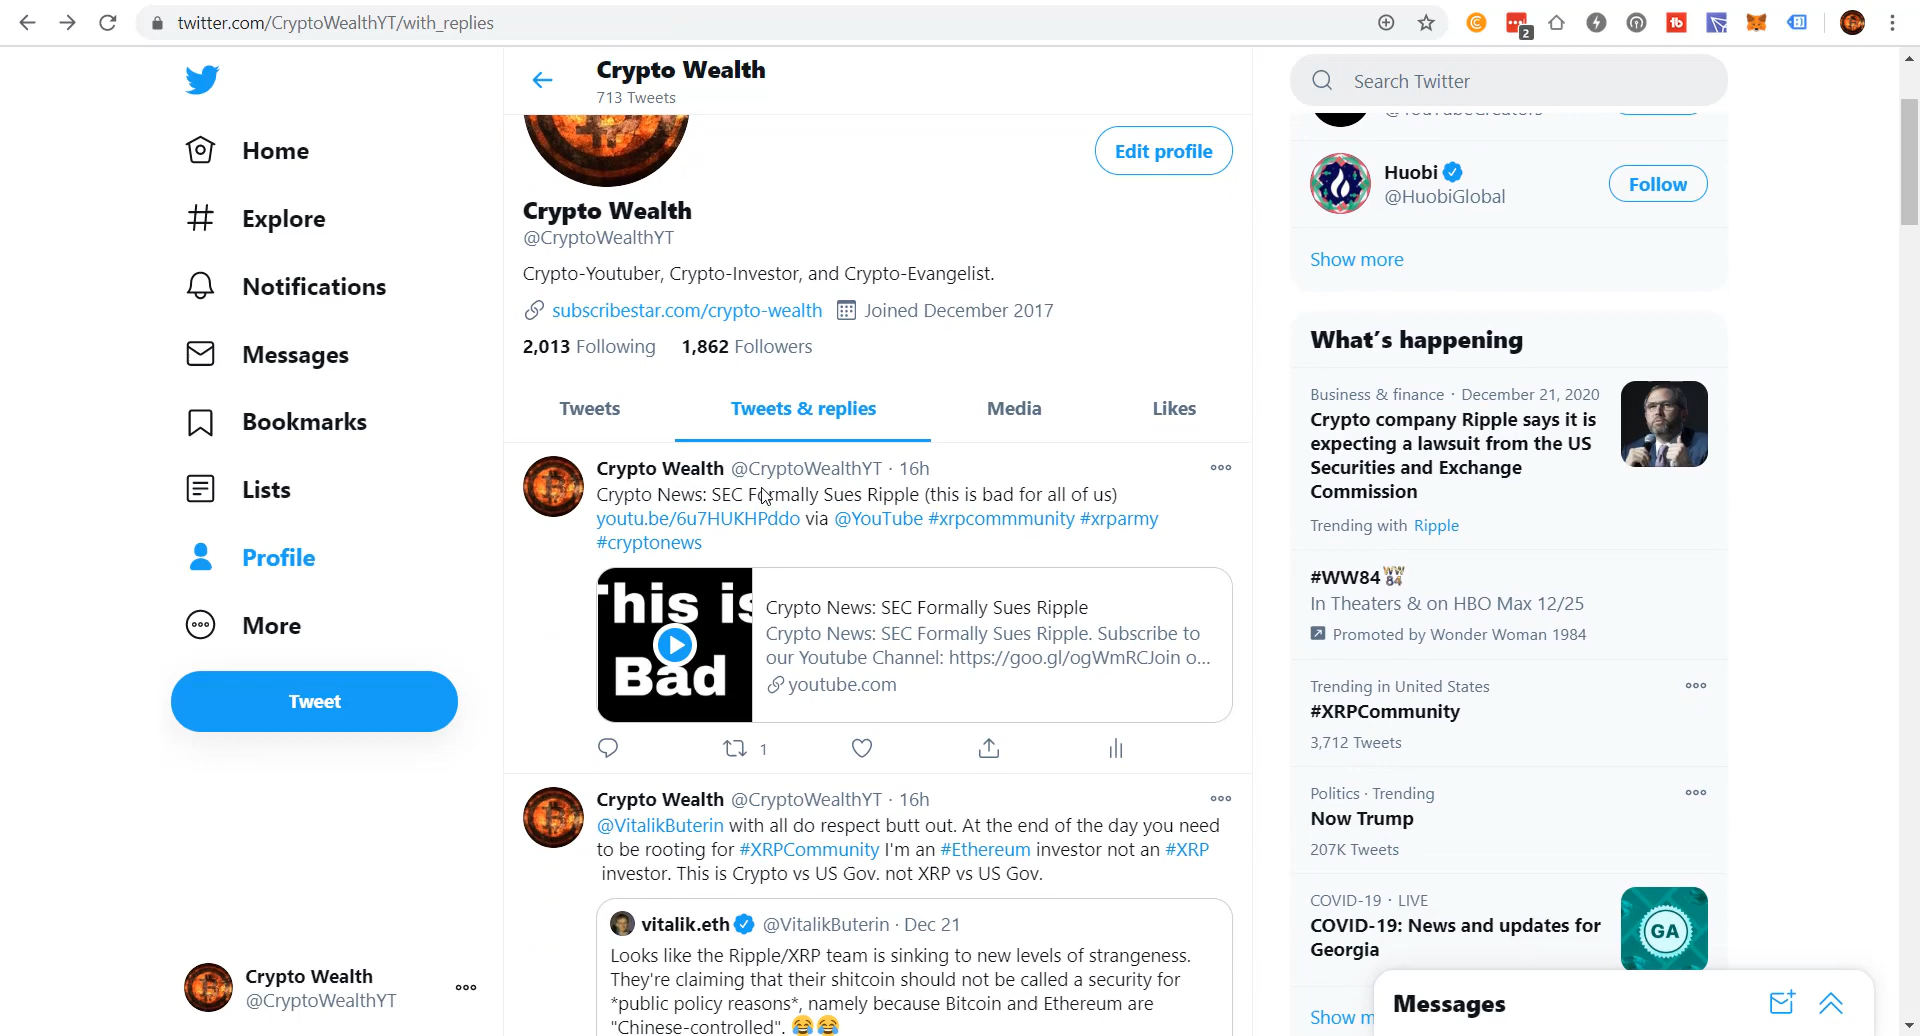 twitter.com/CryptoWealthYT/with_replies
2
Crypto Wealth
713 Tweets
Search Twitter
Home
Explore
Notifications
Messages
Bookmarks
Lists
Profile
More
Tweet
Crypto Wealth
@CryptoWealthYT
Edit profile
Crypto Wealth
@CryptoWealthYT
Crypto-Youtuber, Crypto-Investor, and Crypto-Evangelist.
subscribestar.com/crypto-wealth Joined December 2017
2,013 Following 1,862 Followers
Tweets Tweets & replies Media Likes
Crypto Wealth @CryptoWealthYT · 16h
Crypto News: SEC Formally Sues Ripple (this is bad for all of us)
youtu.be/6u7HUKHPddo via @YouTube #xrpcommmunity #xrparmy
#cryptonews
This is
Bad
Crypto News: SEC Formally Sues Ripple
Crypto News: SEC Formally Sues Ripple. Subscribe to
our Youtube Channel: https://goo.gl/ogWmRCJoin o...
youtube.com
1
Crypto Wealth @CryptoWealthYT · 16h
@VitalikButerin with all do respect butt out. At the end of the day you need
to be rooting for #XRPCommunity I'm an #Ethereum investor not an #XRP
investor. This is Crypto vs US Gov. not XRP vs US Gov.
vitalik.eth @VitalikButerin · Dec 21
Looks like the Ripple/XRP team is sinking to new levels of strangeness.
They're claiming that their shitcoin should not be called a security for
*public policy reasons*, namely because Bitcoin and Ethereum are
"Chinese-controlled". 😂😂
@YouTubeCreators
Huobi
@HuobiGlobal
Follow
Show more
What's happening
Business & finance · December 21, 2020
Crypto company Ripple says it is
expecting a lawsuit from the US
Securities and Exchange
Commission
Trending with Ripple
#WW84
In Theaters & on HBO Max 12/25
Promoted by Wonder Woman 1984
Trending in United States
#XRPCommunity
3,712 Tweets
Politics · Trending
Now Trump
207K Tweets
COVID-19 · LIVE
COVID-19: News and updates for
Georgia
GA
Show m
Messages